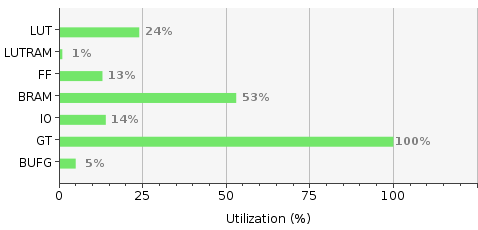 LUT 24%
LUTRAM 1%
FF 13%
BRAM 53%
IO 14%
GT 100%
BUFG 5%
0 25 50 75 100
Utilization (%)